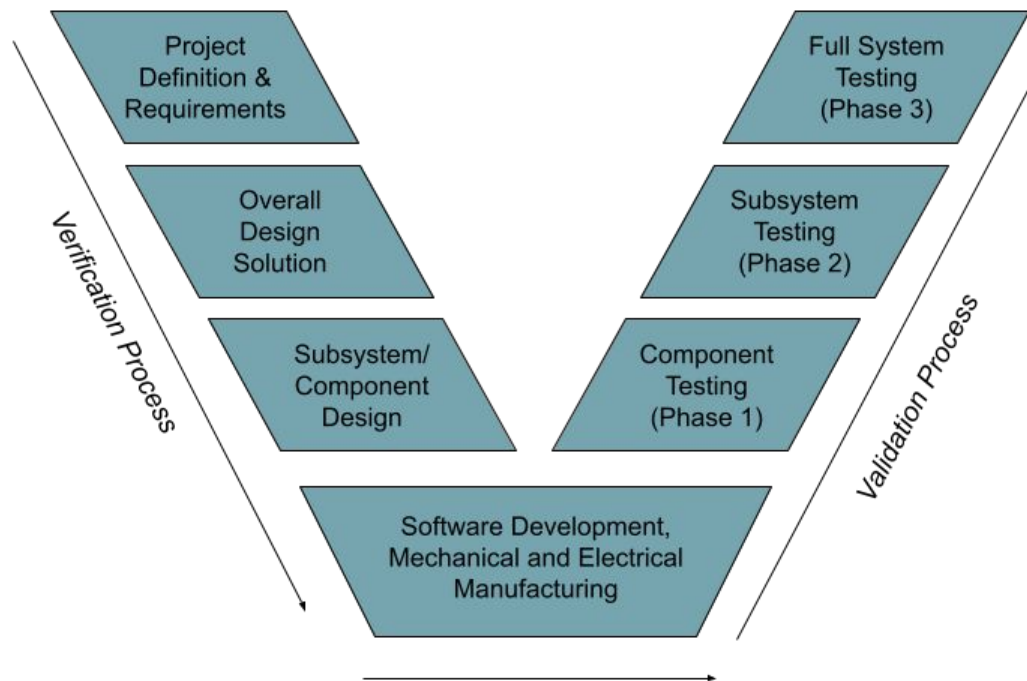 Project
Definition &
Requirements
Overall
Design
Solution
Subsystem/
Component
Design
Software Development,
Mechanical and Electrical
Manufacturing
Component
Testing
(Phase 1)
Subsystem
Testing
(Phase 2)
Full System
Testing
(Phase 3)
Verification Process
Validation Process